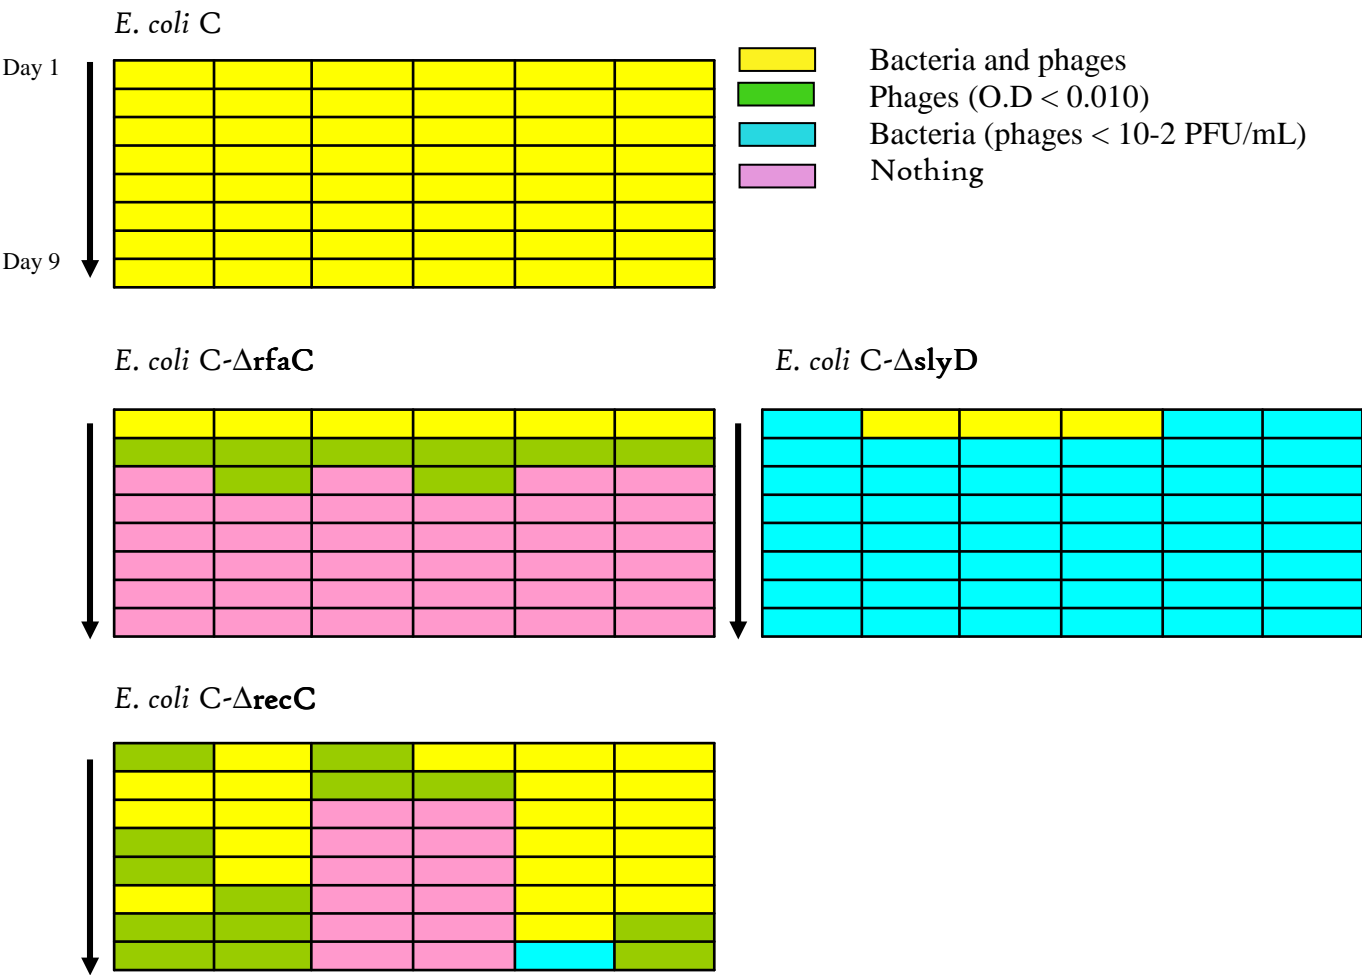 E. coli C
Day 1
Day 9
Bacteria and phages
Phages (O.D < 0.010)
Bacteria (phages < 10-2 PFU/mL)
Nothing
E. coli C-ΔrfaC
E. coli C-ΔslyD
E. coli C-ΔrecC